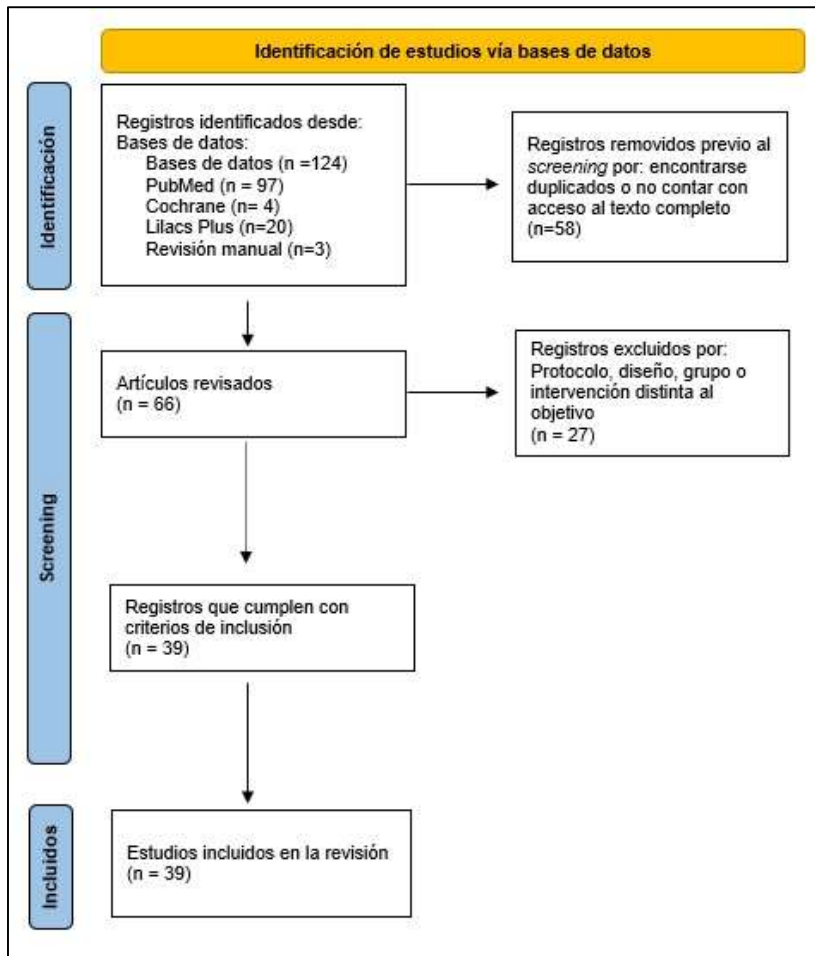 Identificación de estudios vía bases de datos
Identificación
Registros identificados desde:
Bases de datos:
Bases de datos (n =124)
PubMed (n = 97)
Cochrane (n= 4)
Lilacs Plus (n=20)
Revisión manual (n=3)
Registros removidos previo al
screening por: encontrarse
duplicados o no contar con
acceso al texto completo
(n=58)
Screening
Artículos revisados
(n = 66)
Registros excluidos por:
Protocolo, diseño, grupo o
intervención distinta al
objetivo
(n = 27)
Registros que cumplen con
criterios de inclusión
(n = 39)
Incluidos
Estudios incluidos en la revisión
(n = 39)